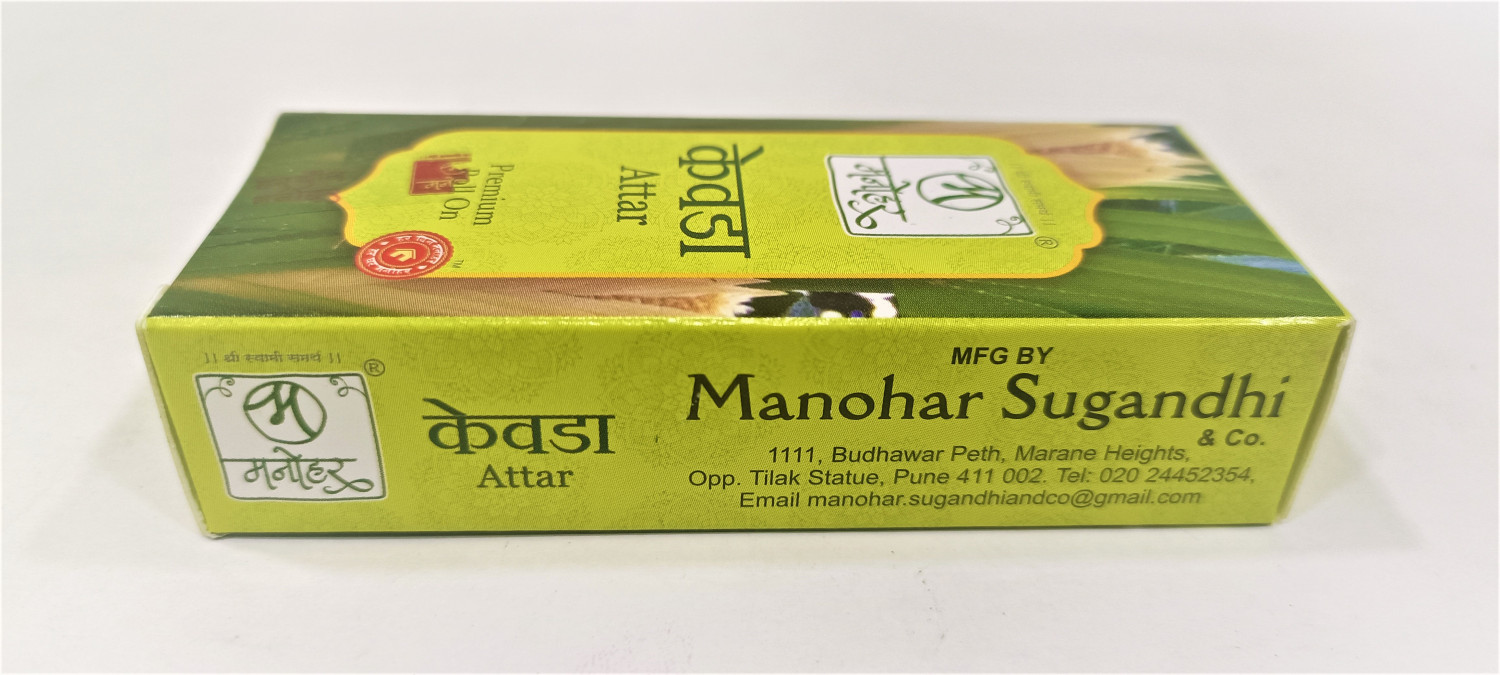 मनोहर
®
केवडा
Attar
Premium
Roll On
TM
|| श्री स्वामी समर्थ ||
®
मनोहर
केवडा
Attar
MFG BY
Manohar Sugandhi
& Co.
1111, Budhawar Peth, Marane Heights,
Opp. Tilak Statue, Pune 411 002. Tel: 020 24452354,
Email manohar.sugandhiandco@gmail.com